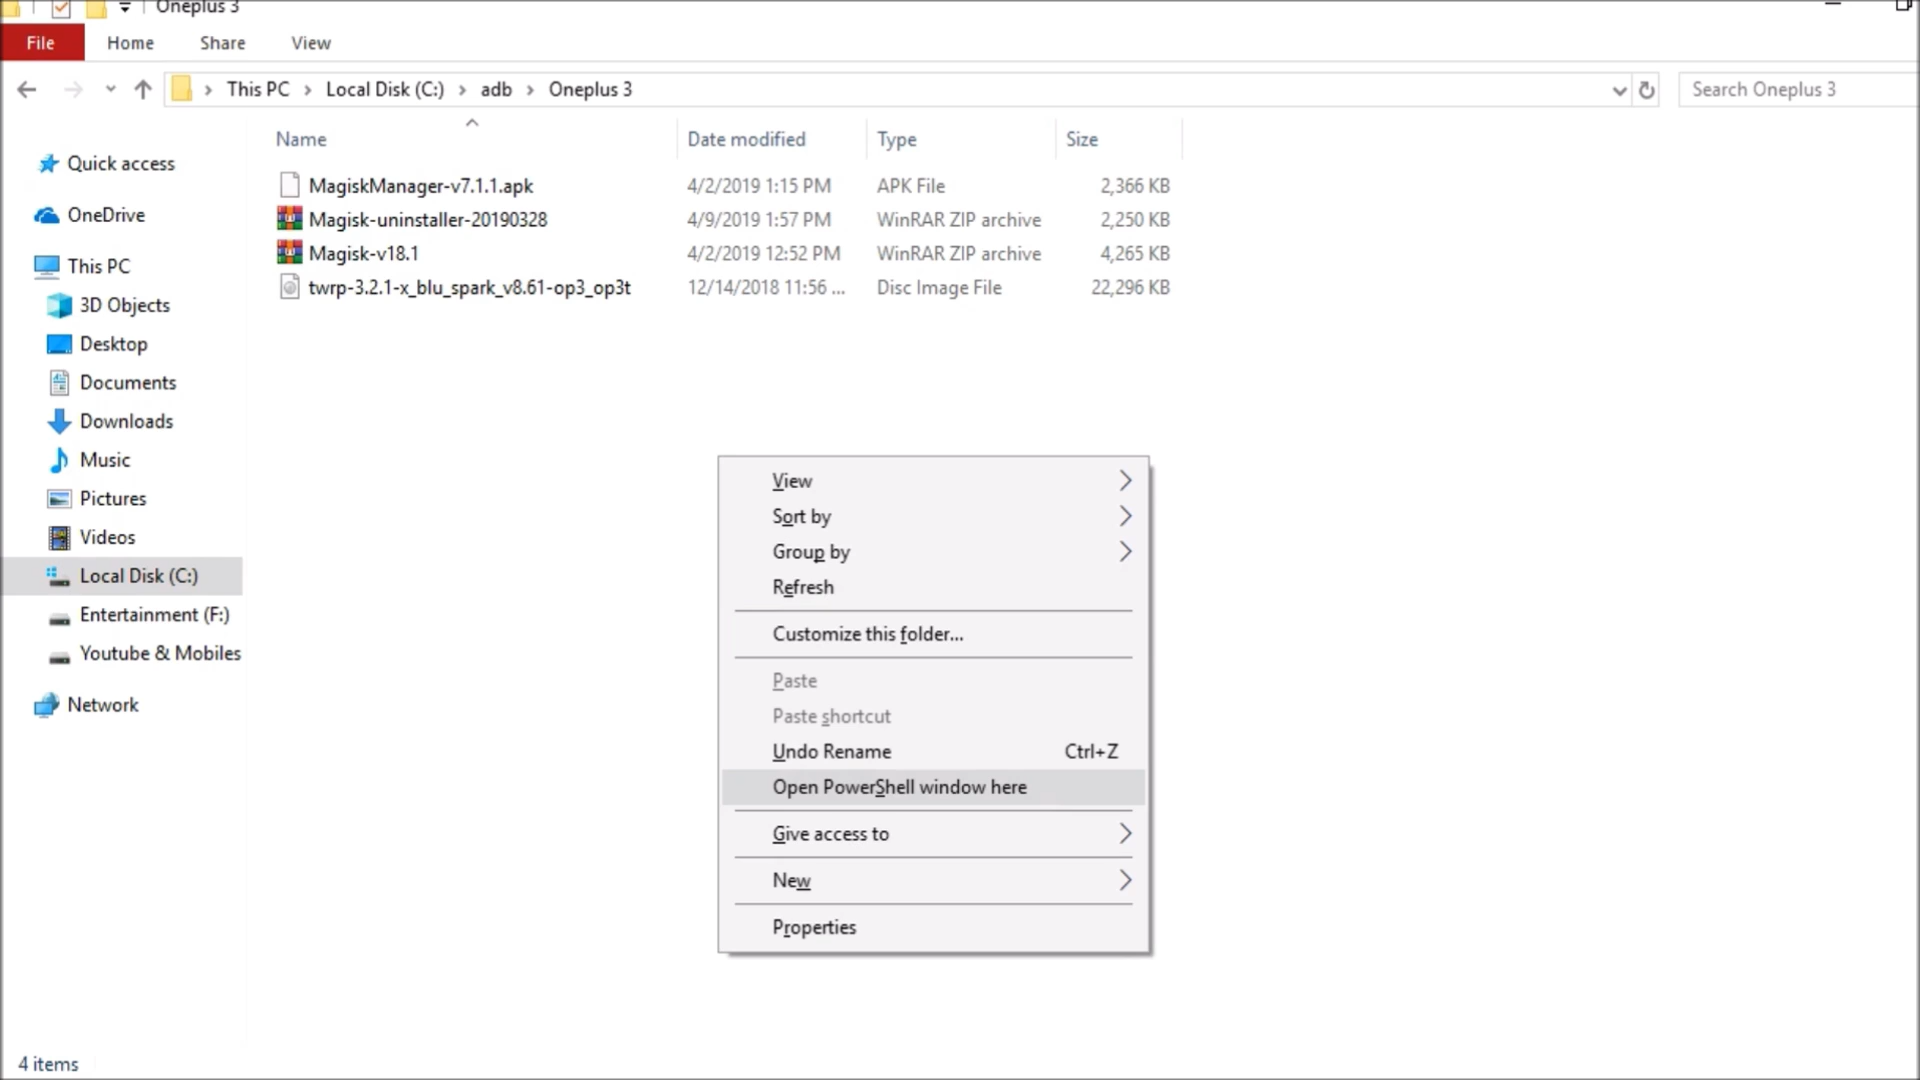 Oneplus 3
File Home Share View
This PC Local Disk (C:) adb Oneplus 3
Search Oneplus 3
Name Date modified Type Size
MagiskManager-v7.1.1.apk 4/2/2019 1:15 PM APK File 2,366 KB
Magisk-uninstaller-20190328 4/9/2019 1:57 PM WinRAR ZIP archive 2,250 KB
Magisk-v18.1 4/2/2019 12:52 PM WinRAR ZIP archive 4,265 KB
twrp-3.2.1-x_blu_spark_v8.61-op3_op3t 12/14/2018 11:56 ... Disc Image File 22,296 KB
Quick access
OneDrive
This PC
3D Objects
Desktop
Documents
Downloads
Music
Pictures
Videos
Local Disk (C:)
Entertainment (F:)
Youtube & Mobiles
Network
View
Sort by
Group by
Refresh
Customize this folder...
Paste
Paste shortcut
Undo Rename Ctrl+Z
Open PowerShell window here
Give access to
New
Properties
4 items